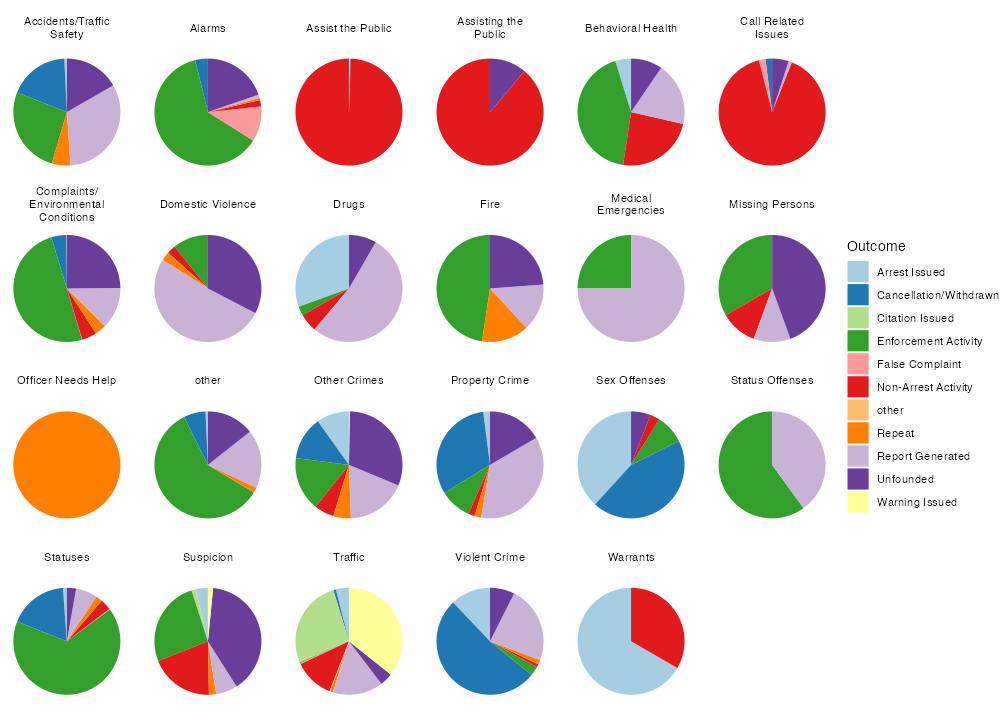 Accidents/Traffic
Safety
Alarms
Assist the Public
Assisting the
Public
Behavioral Health
Call Related
Issues
Complaints/
Environmental
Conditions
Domestic Violence
Drugs
Fire
Medical
Emergencies
Missing Persons
Officer Needs Help
other
Other Crimes
Property Crime
Sex Offenses
Status Offenses
Statuses
Suspicion
Traffic
Violent Crime
Warrants
Outcome
Arrest Issued
Cancellation/Withdrawn
Citation Issued
Enforcement Activity
False Complaint
Non-Arrest Activity
other
Repeat
Report Generated
Unfounded
Warning Issued